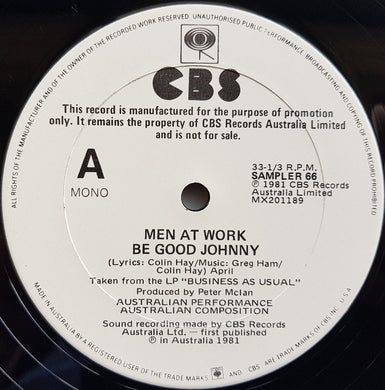 ALL RIGHTS OF THE MANUFACTURER AND OF THE OWNER OF THE RECORDED WORK RESERVED. UNAUTHORISED PUBLIC PERFORMANCE, BROADCASTING AND COPYING OF THIS RECORD PROHIBITED
CBS
This record is manufactured for the purpose of promotion
only. It remains the property of CBS Records Australia Limited
and is not for sale.
A
MONO
33-1/3 R.P.M.
SAMPLER 66
Ⓟ 1981 CBS Records
Australia Limited
MX201189
MEN AT WORK
BE GOOD JOHNNY
(Lyrics: Colin Hay/Music: Greg Ham/
Colin Hay) April
Taken from the LP "BUSINESS AS USUAL"
Produced by Peter McIan
AUSTRALIAN PERFORMANCE
AUSTRALIAN COMPOSITION
Sound recording made by CBS Records
Australia Ltd. – first published
Ⓟ in Australia 1981
MADE IN AUSTRALIA BY A REGISTERED USER OF THE TRADE MARKS CBS AND ARE TRADE MARKS OF CBS INC. U.S.A.